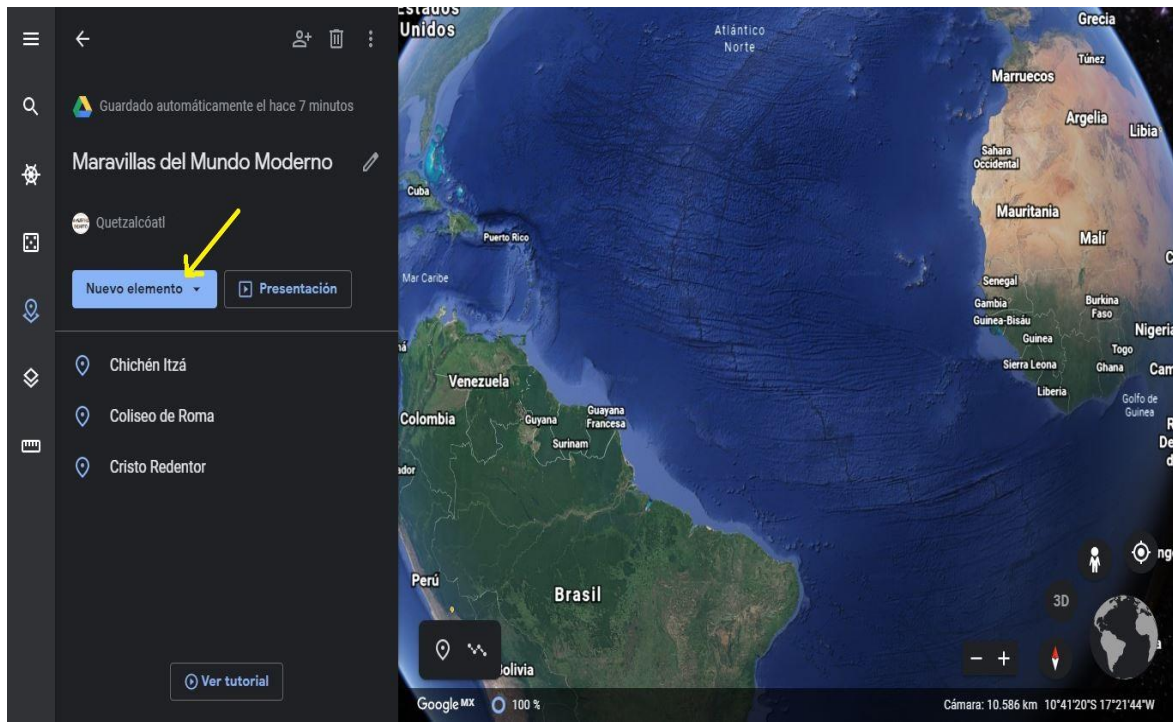 Guardado automáticamente el hace 7 minutos
Maravillas del Mundo Moderno
Quetzalcóatl
Nuevo elemento
Presentación
Chichén Itzá
Coliseo de Roma
Cristo Redentor
Ver tutorial
Estados
Unidos
Atlántico
Norte
Grecia
Túnez
Marruecos
Argelia
Libia
Sahara
Occidental
Cuba
Mauritania
Malí
Puerto Rico
Mar Caribe
Senegal
Gambia
Burkina
Faso
Guinea-Bisáu
Guinea
Nigeria
Togo
Sierra Leona
Ghana
Cam
Liberia
Golfo de
Guinea
Venezuela
Colombia
Guyana
Guayana
Francesa
Surinam
ador
Perú
Brasil
3D
olivia
Google MX
100 %
Cámara: 10.586 km 10°41'20"S 17°21'44"W